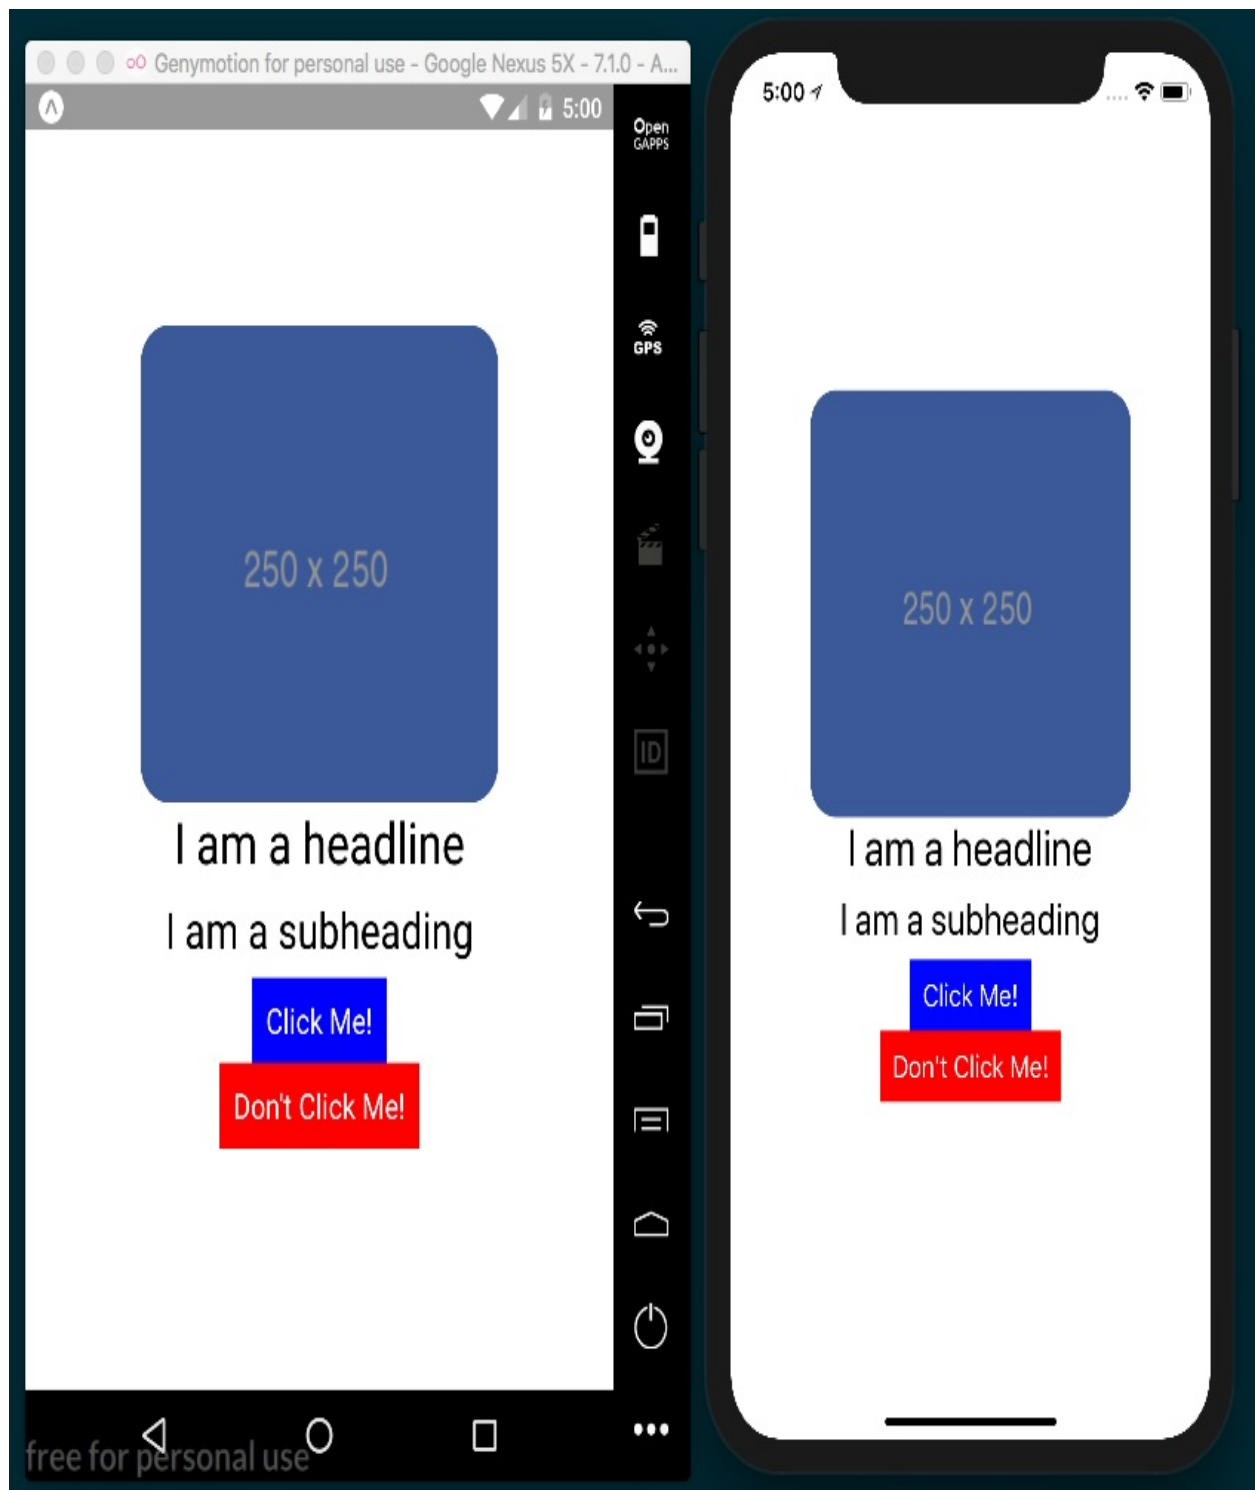 Genymotion for personal use - Google Nexus 5X - 7.1.0 - A...
5:00
Open
GAPPS
GPS
250 x 250
ID
I am a headline
I am a subheading
Click Me!
Don't Click Me!
free for personal use
5:00
250 x 250
I am a headline
I am a subheading
Click Me!
Don't Click Me!